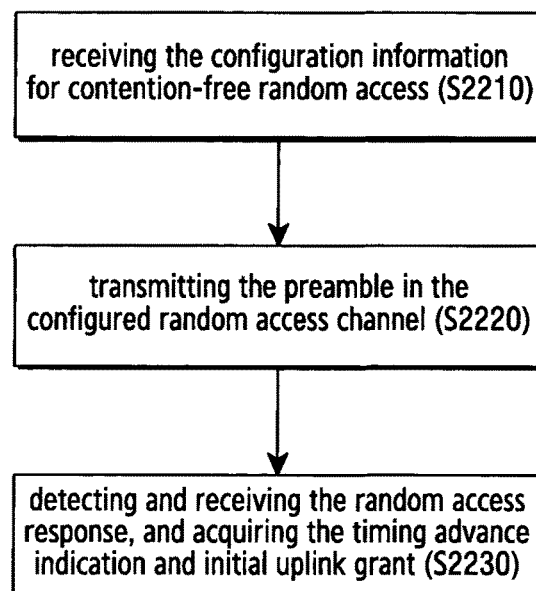 receiving the configuration information
for contention-free random access (S2210)
transmitting the preamble in the
configured random access channel (S2220)
detecting and receiving the random access
response, and acquiring the timing advance
indication and initial uplink grant (S2230)